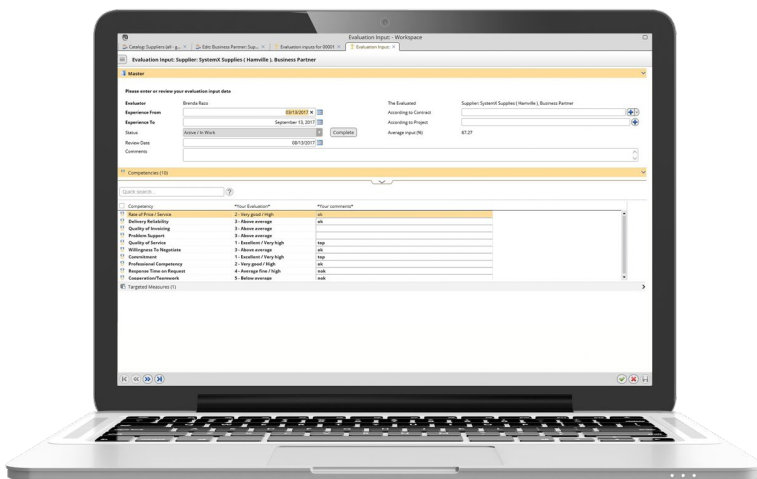 Evaluation Input: - Workspace
Catalog: Suppliers (all - g...
Edit: Business Partner: Sup...
Evaluation inputs for 00001
Evaluation Input:
Evaluation Input: Supplier: SystemX Supplies ( Hamville ), Business Partner
Master
Please enter or review your evaluation input data
Evaluator Brenda Razo The Evaluated Supplier: SystemX Supplies ( Hamville ), Business Partner
Experience From 03/13/2017 According to Contract
Experience To September 13, 2017 According to Project
Status Active / In Work Complete Average input (%) 67.27
Review Date 08/13/2017
Comments
Competencies (10)
Quick search... ?
Competency *Your Evaluation* *Your comments*
Rate of Price / Service 2 - Very good / High ok
Delivery Reliability 3 - Above average ok
Quality of Invoicing 3 - Above average
Problem Support 3 - Above average
Quality of Service 1 - Excellent / Very high top
Willingness To Negotiate 3 - Above average ok
Commitment 1 - Excellent / Very high top
Professional Competency 2 - Very good / High ok
Response Time on Request 4 - Average fine / high nok
Cooperation/Teamwork 5 - Below average nok
Targeted Measures (1)